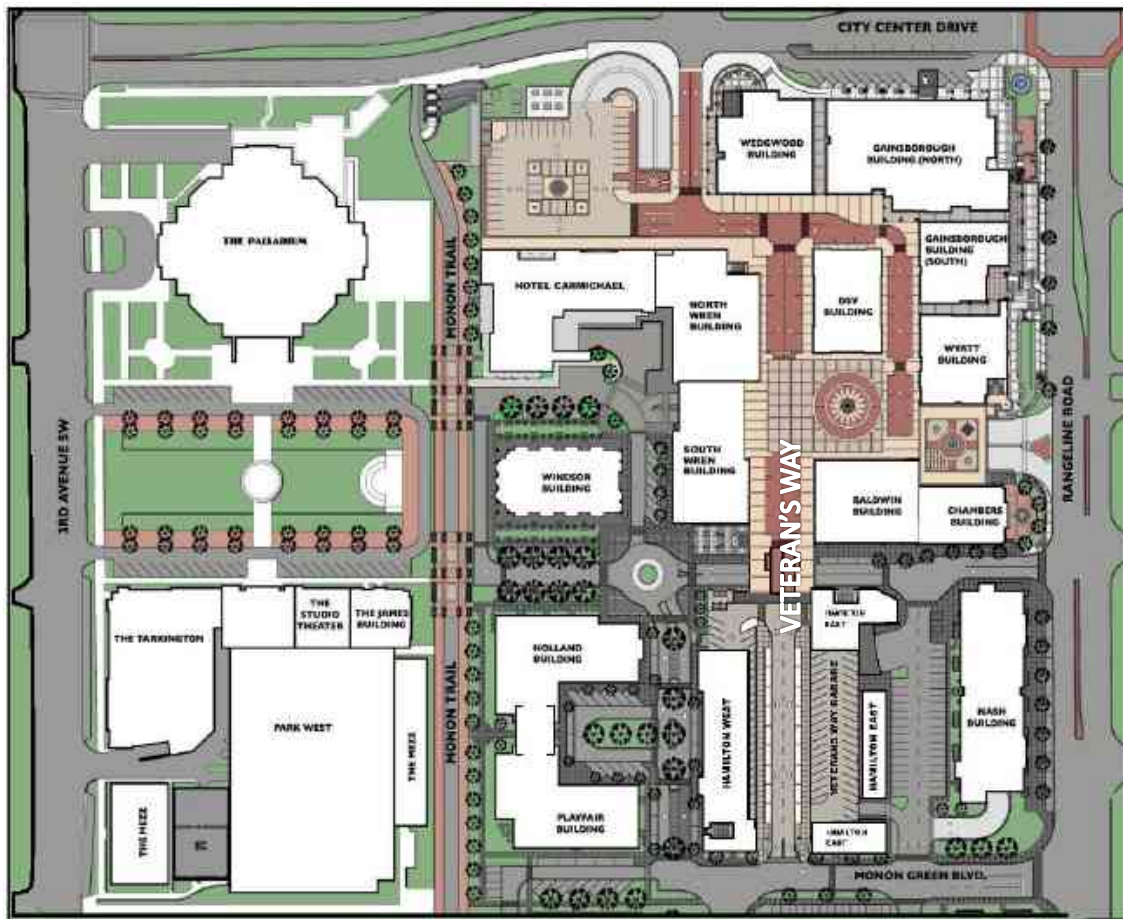 CITY CENTER DRIVE
WEDGWOOD
BUILDING
GAINSBOROUGH
BUILDING (NORTH)
THE PALLADIUM
MONON TRAIL
GAINSBOROUGH
BUILDING
(SOUTH)
HOTEL CARMICHAEL
NORTH
WREN
BUILDING
BUILDING
WYATT
BUILDING
3RD AVENUE SW
RANGELINE ROAD
SOUTH
WREN
BUILDING
VETERAN'S WAY
WINDSOR
BUILDING
BALDWIN
BUILDING
CHAMBERS
BUILDING
THE TARKINGTON
THE
STUDIO
THEATER
THE JAMES
BUILDING
HOLLAND
BUILDING
HAMILTON
EAST
PARK WEST
MONON TRAIL
THE MEZZ
HAMILTON WEST
VETERANS WAY GARAGE
HAMILTON EAST
NASH
BUILDING
THE MEZZ
PLAYFAIR
BUILDING
HAMILTON
EAST
MONON GREEN BLVD.